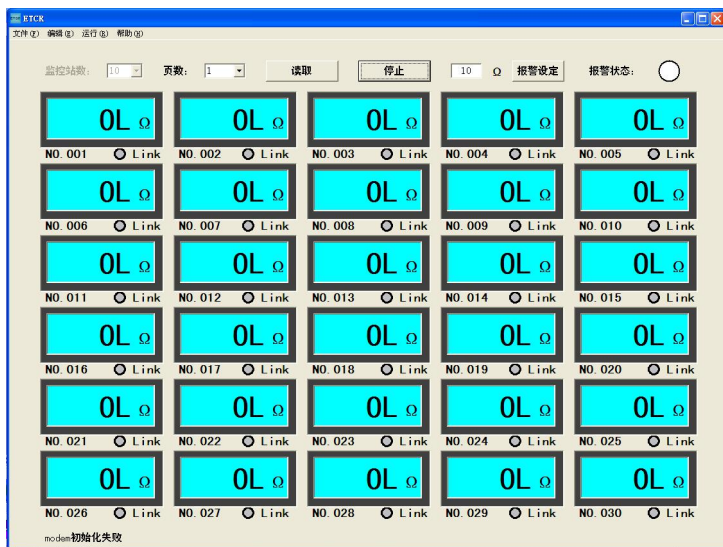 ETCR
文件(F) 编辑(E) 运行(R) 帮助(H)
监控站数: 10 页数: 1 读取 停止 10 Ω 报警设定 报警状态:
0L Ω 0L Ω 0L Ω 0L Ω 0L Ω
NO. 001 Link NO. 002 Link NO. 003 Link NO. 004 Link NO. 005 Link
0L Ω 0L Ω 0L Ω 0L Ω 0L Ω
NO. 006 Link NO. 007 Link NO. 008 Link NO. 009 Link NO. 010 Link
0L Ω 0L Ω 0L Ω 0L Ω 0L Ω
NO. 011 Link NO. 012 Link NO. 013 Link NO. 014 Link NO. 015 Link
0L Ω 0L Ω 0L Ω 0L Ω 0L Ω
NO. 016 Link NO. 017 Link NO. 018 Link NO. 019 Link NO. 020 Link
0L Ω 0L Ω 0L Ω 0L Ω 0L Ω
NO. 021 Link NO. 022 Link NO. 023 Link NO. 024 Link NO. 025 Link
0L Ω 0L Ω 0L Ω 0L Ω 0L Ω
NO. 026 Link NO. 027 Link NO. 028 Link NO. 029 Link NO. 030 Link
modem初始化失败